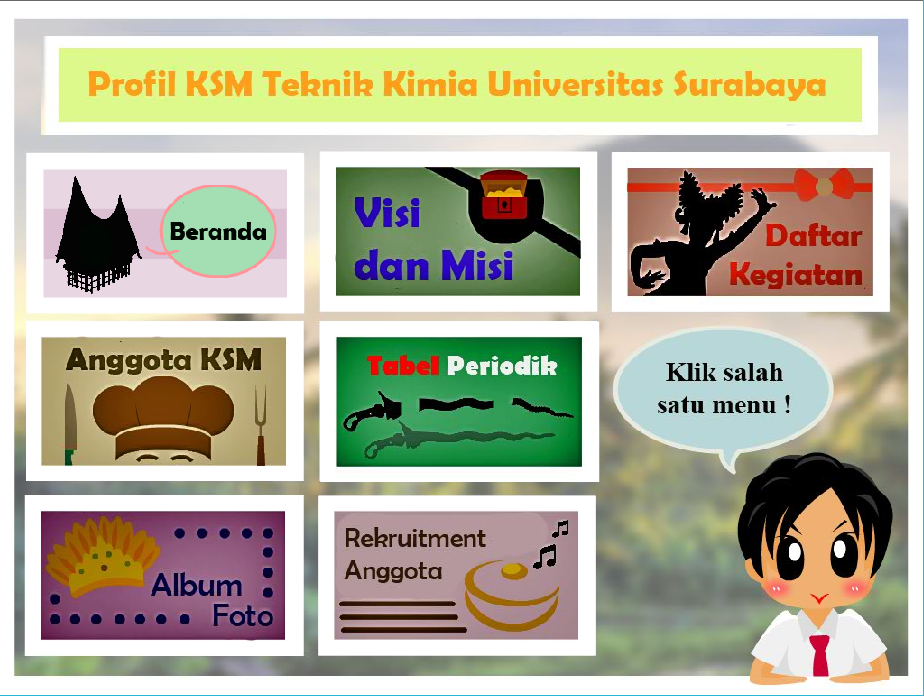 Profil KSM Teknik Kimia Universitas Surabaya
Beranda
Visi
dan Misi
Daftar
Kegiatan
Anggota KSM
Tabel Periodik
Klik salah
satu menu !
Album
Foto
Rekruitment
Anggota